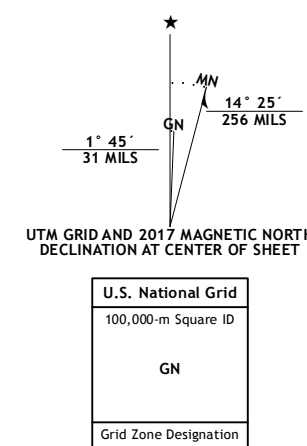 ★
MN
GN
14° 25´
256 MILS
1° 45´
31 MILS
UTM GRID AND 2017 MAGNETIC NORTH
DECLINATION AT CENTER OF SHEET
U.S. National Grid
100,000-m Square ID
GN
Grid Zone Designation